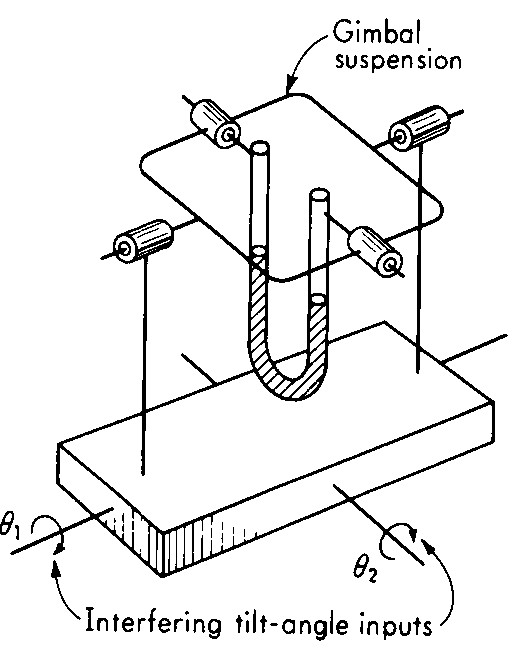 Gimbal
suspension
θ₁
θ₂
Interfering tilt-angle inputs